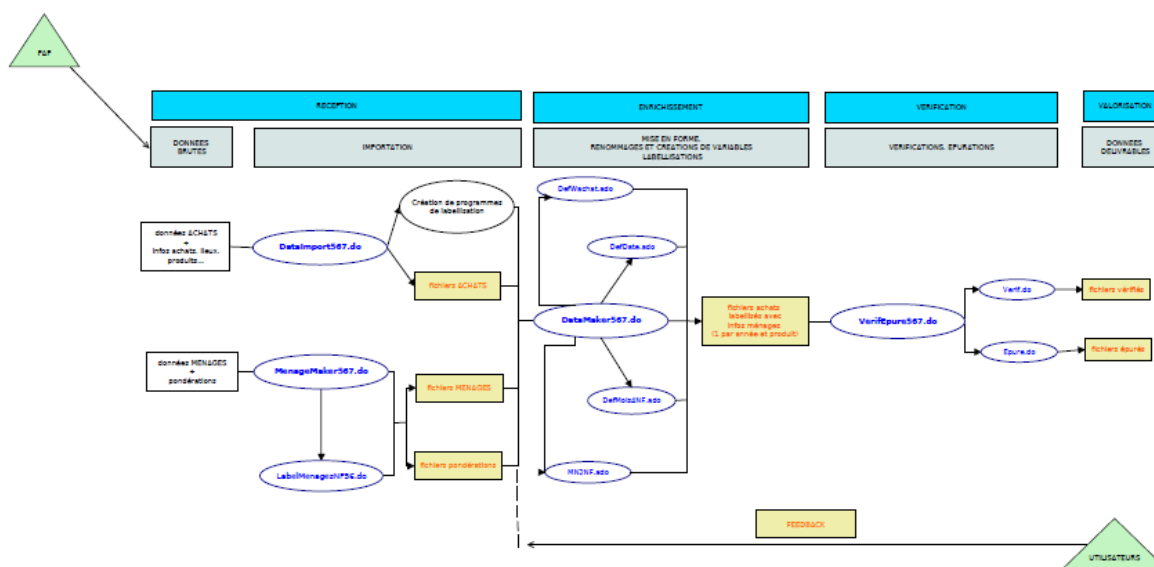 PAF
RECEPTION
ENRICHISSEMENT
VERIFICATION
VALORISATION
DONNEES
BRUTES
IMPORTATION
MISE EN FORME.
RENOMMAGES ET CREATIONS DE VARIABLES
LABELLISATIONS
VERIFICATIONS. EPURATIONS
DONNEES
DELIVRABLES
données ACHATS
+
infos achats. lieux.
produits...
DataImport567.do
Création de programmes
de labellisation
fichiers ACHATS
DefWachat.ado
DefDate.ado
DataMaker567.do
fichiers achats
labellisés avec
infos ménages
(1 par année et produit)
VerifEpure567.do
Verif.do
fichiers vérifiés
Epure.do
fichiers épurés
données MENAGES
+
pondérations
MenageMaker567.do
fichiers MENAGES
DefMoisANF.ado
LabelMenagesNF56.do
fichiers pondérations
MN2NF.ado
FEEDBACK
UTILISATEURS